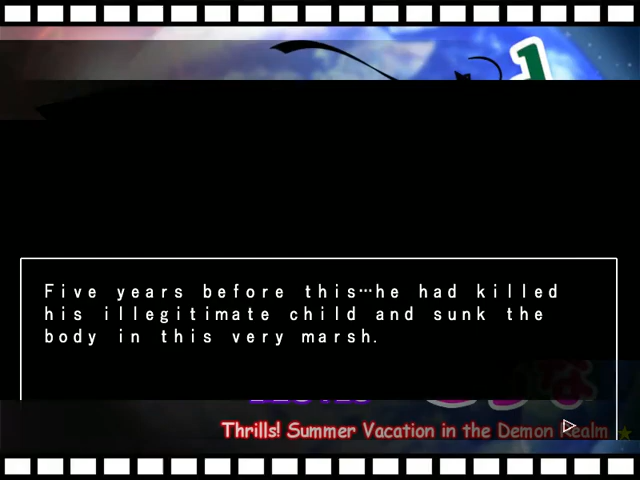 1
Five years before this…he had killed
his illegitimate child and sunk the
body in this very marsh.
Thrills! Summer Vacation in the Demon Realm